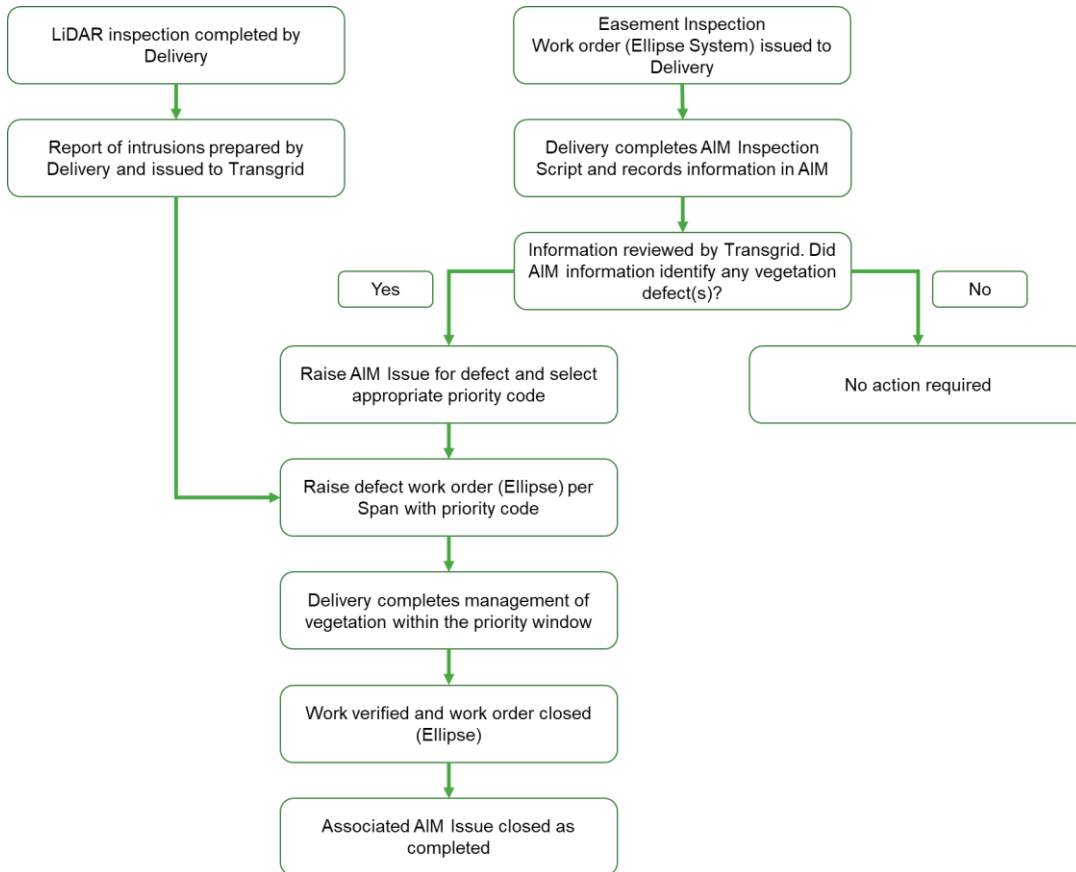 LiDAR inspection completed by
Delivery
Easement Inspection
Work order (Ellipse System) issued to
Delivery
Report of intrusions prepared by
Delivery and issued to Transgrid
Delivery completes AIM Inspection
Script and records information in AIM
Information reviewed by Transgrid. Did
AIM information identify any vegetation
defect(s)?
Yes
No
Raise AIM Issue for defect and select
appropriate priority code
No action required
Raise defect work order (Ellipse) per
Span with priority code
Delivery completes management of
vegetation within the priority window
Work verified and work order closed
(Ellipse)
Associated AIM Issue closed as
completed